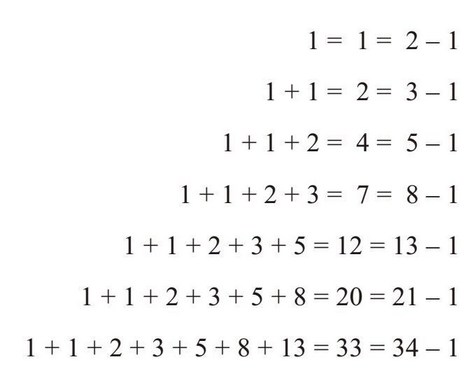 1 = 1 = 2 – 1
1 + 1 = 2 = 3 – 1
1 + 1 + 2 = 4 = 5 – 1
1 + 1 + 2 + 3 = 7 = 8 – 1
1 + 1 + 2 + 3 + 5 = 12 = 13 – 1
1 + 1 + 2 + 3 + 5 + 8 = 20 = 21 – 1
1 + 1 + 2 + 3 + 5 + 8 + 13 = 33 = 34 – 1